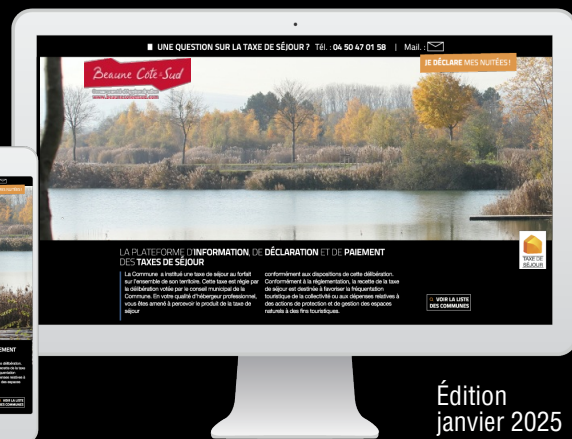 ■ UNE QUESTION SUR LA TAXE DE SÉJOUR ? Tél. : 04 50 47 01 58 | Mail. :
JE DÉCLARE MES NUITÉES !
Beaune Côte & Sud
LA PLATEFORME D'INFORMATION, DE DÉCLARATION ET DE PAIEMENT
DES TAXES DE SÉJOUR
La Commune a institué une taxe de séjour au forfait
sur l'ensemble de son territoire. Cette taxe est régie par
la délibération votée par le conseil municipal de la
Commune. En votre qualité d'hébergeur professionnel,
vous êtes amené à percevoir le produit de la taxe de
séjour
conformément aux dispositions de cette délibération.
Conformément à la réglementation, la recette de la taxe
de séjour est destinée à favoriser la fréquentation
touristique de la collectivité ou aux dépenses relatives à
des actions de protection et de gestion des espaces
naturels à des fins touristiques.
TAXE DE
SÉJOUR
VOIR LA LISTE
DES COMMUNES
Édition
janvier 2025